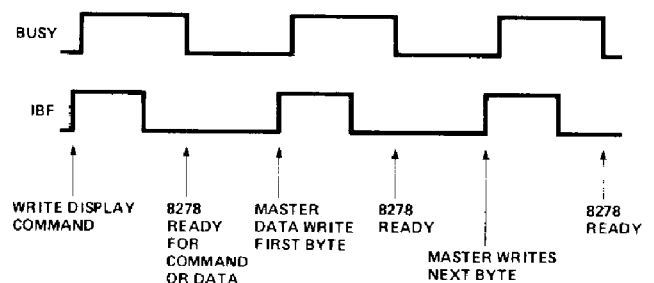 BUSY
IBF
WRITE DISPLAY
COMMAND
8278
READY
FOR
COMMAND
OR DATA
MASTER
DATA WRITE
FIRST BYTE
8278
READY
MASTER WRITES
NEXT BYTE
8278
READY